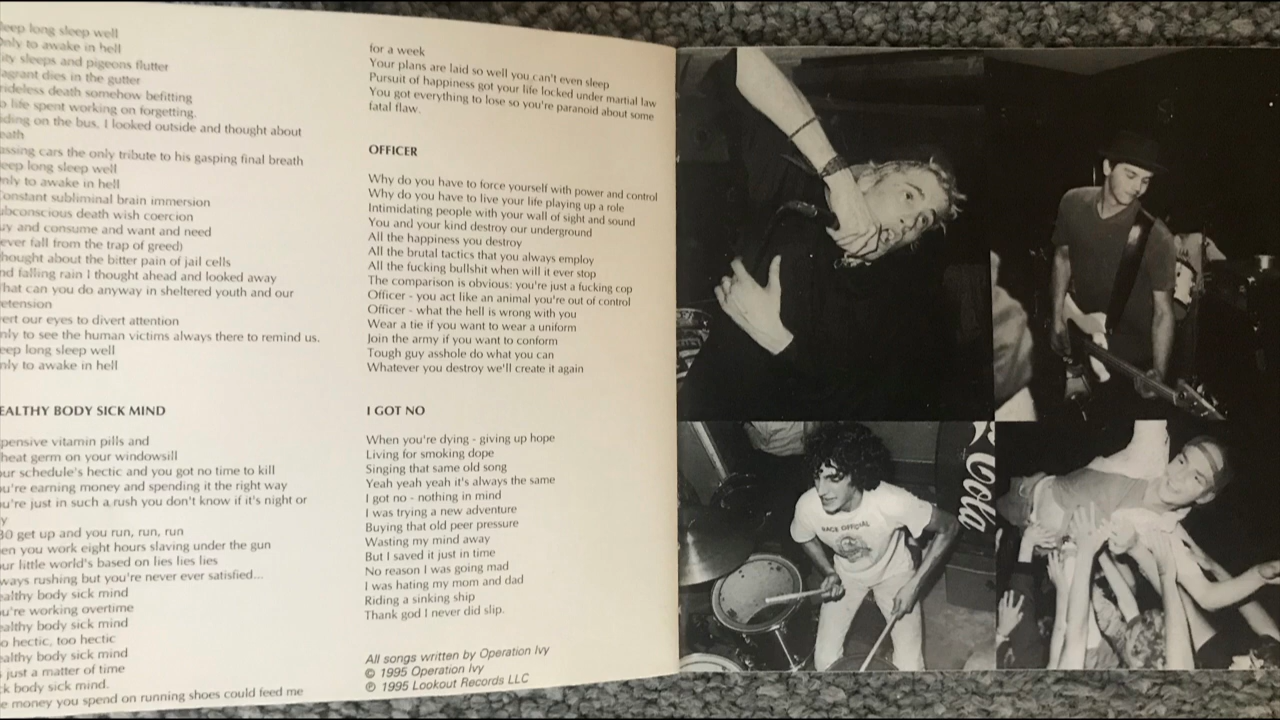 leep long sleep well
only to awake in hell
ity sleeps and pigeons flutter
agrant dies in the gutter
rideless death somehow befitting
o life spent working on forgetting.
iding on the bus, I looked outside and thought about
eath
assing cars the only tribute to his gasping final breath
eep long sleep well
nly to awake in hell
onstant subliminal brain immersion
ubconscious death wish coercion
uy and consume and want and need
ever fall from the trap of greed)
hought about the bitter pain of jail cells
nd falling rain I thought ahead and looked away
hat can you do anyway in sheltered youth and our
etension
ert our eyes to divert attention
nly to see the human victims always there to remind us.
eep long sleep well
nly to awake in hell
EALTHY BODY SICK MIND
pensive vitamin pills and
heat germ on your windowsill
ur schedule's hectic and you got no time to kill
u're earning money and spending it the right way
u're just in such a rush you don't know if it's night or
y
30 get up and you run, run, run
en you work eight hours slaving under the gun
ur little world's based on lies lies lies
ways rushing but you're never ever satisfied...
ealthy body sick mind
u're working overtime
ealthy body sick mind
o hectic, too hectic
ealthy body sick mind
s just a matter of time
ck body sick mind.
e money you spend on running shoes could feed me
for a week
Your plans are laid so well you can't even sleep
Pursuit of happiness got your life locked under martial law
You got everything to lose so you're paranoid about some
fatal flaw.
OFFICER
Why do you have to force yourself with power and control
Why do you have to live your life playing up a role
Intimidating people with your wall of sight and sound
You and your kind destroy our underground
All the happiness you destroy
All the brutal tactics that you always employ
All the fucking bullshit when will it ever stop
The comparison is obvious: you're just a fucking cop
Officer - you act like an animal you're out of control
Officer - what the hell is wrong with you
Wear a tie if you want to wear a uniform
Join the army if you want to conform
Tough guy asshole do what you can
Whatever you destroy we'll create it again
I GOT NO
When you're dying - giving up hope
Living for smoking dope
Singing that same old song
Yeah yeah yeah it's always the same
I got no - nothing in mind
I was trying a new adventure
Buying that old peer pressure
Wasting my mind away
But I saved it just in time
No reason I was going mad
I was hating my mom and dad
Riding a sinking ship
Thank god I never did slip.
All songs written by Operation Ivy
© 1995 Operation Ivy
℗ 1995 Lookout Records LLC
RACE OFFICIAL
Cola